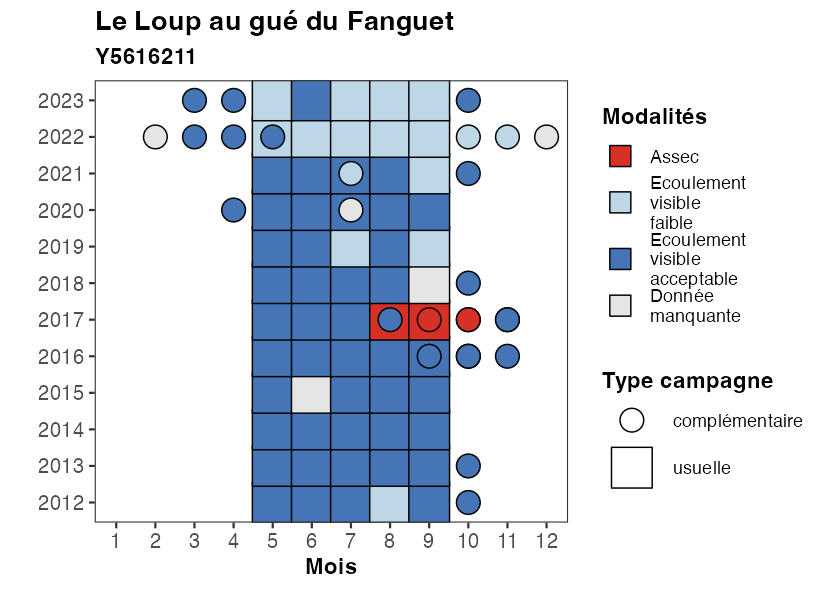 Le Loup au gué du Fanguet
Y5616211
2023
2022
2021
2020
2019
2018
2017
2016
2015
2014
2013
2012
1 2 3 4 5 6 7 8 9 10 11 12
Mois
Modalités
Assec
Ecoulement
visible
faible
Ecoulement
visible
acceptable
Donnée
manquante
Type campagne
complémentaire
usuelle